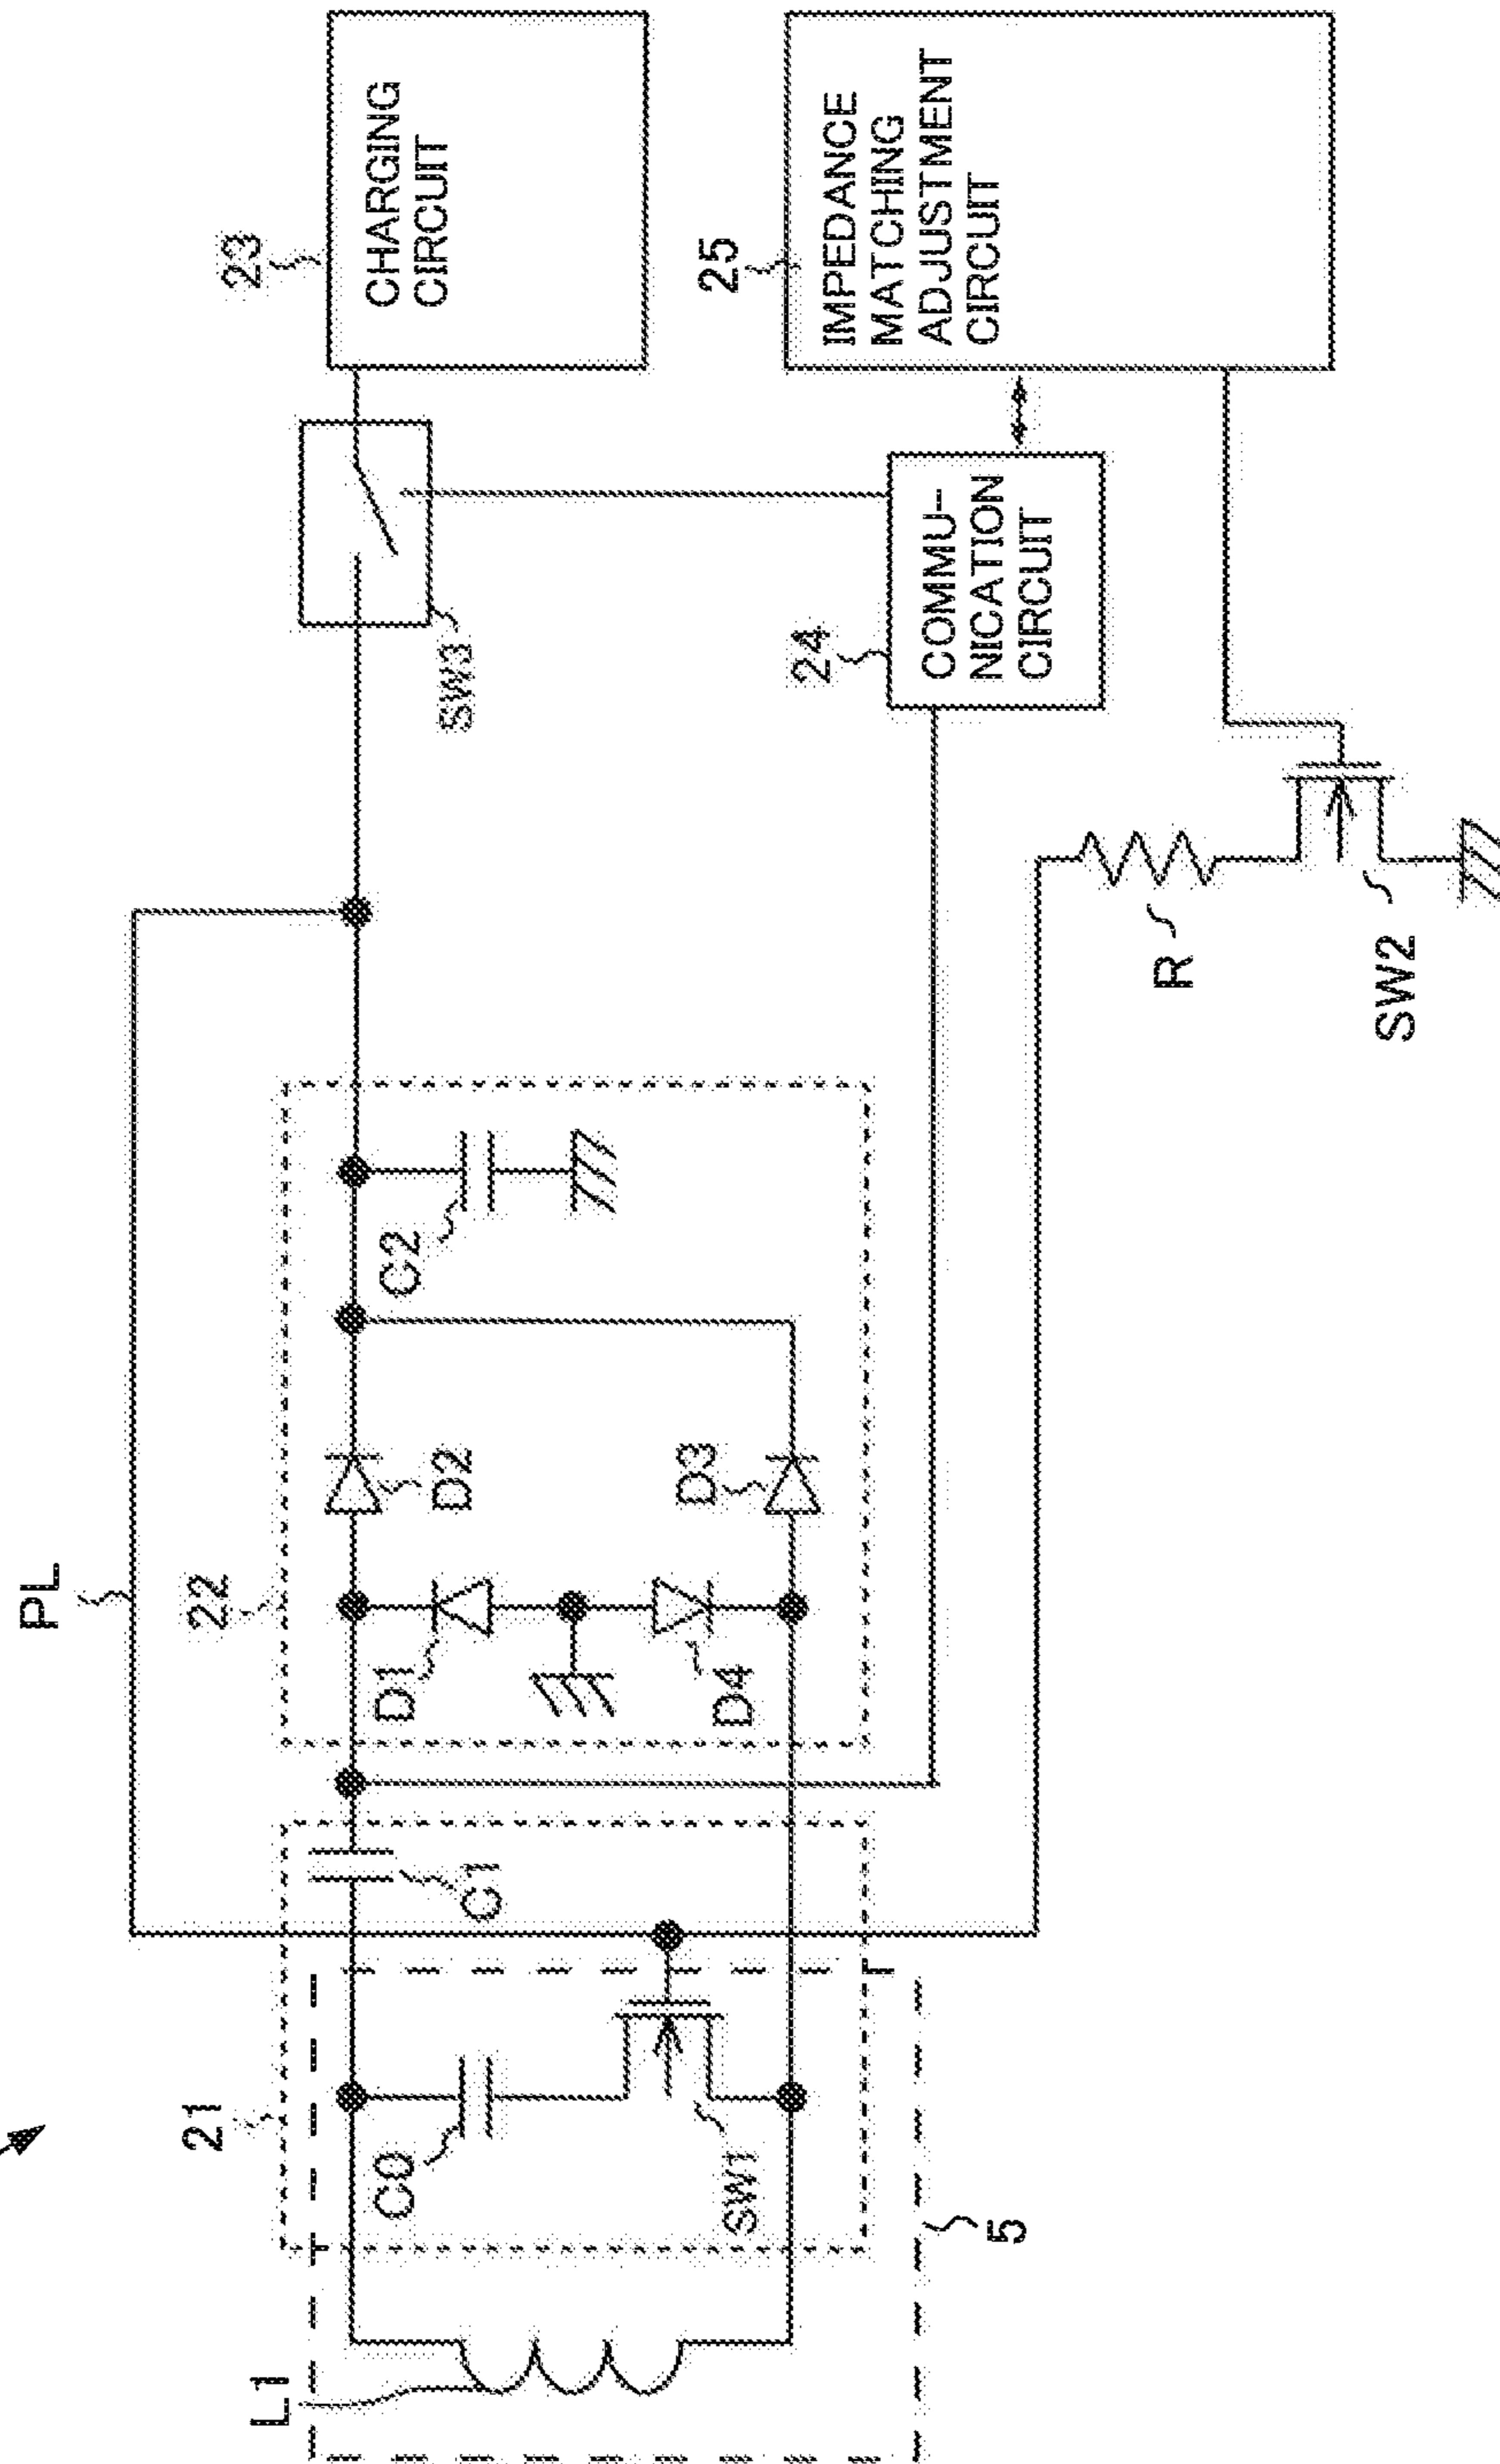 PL
21
22
23
CHARGING
CIRCUIT
L1
C0
C1
D1
D2
C2
SW3
SW1
D4
D3
25
IMPEDANCE
MATCHING
ADJUSTMENT
CIRCUIT
24
COMMU-
NICATION
CIRCUIT
5
R
SW2